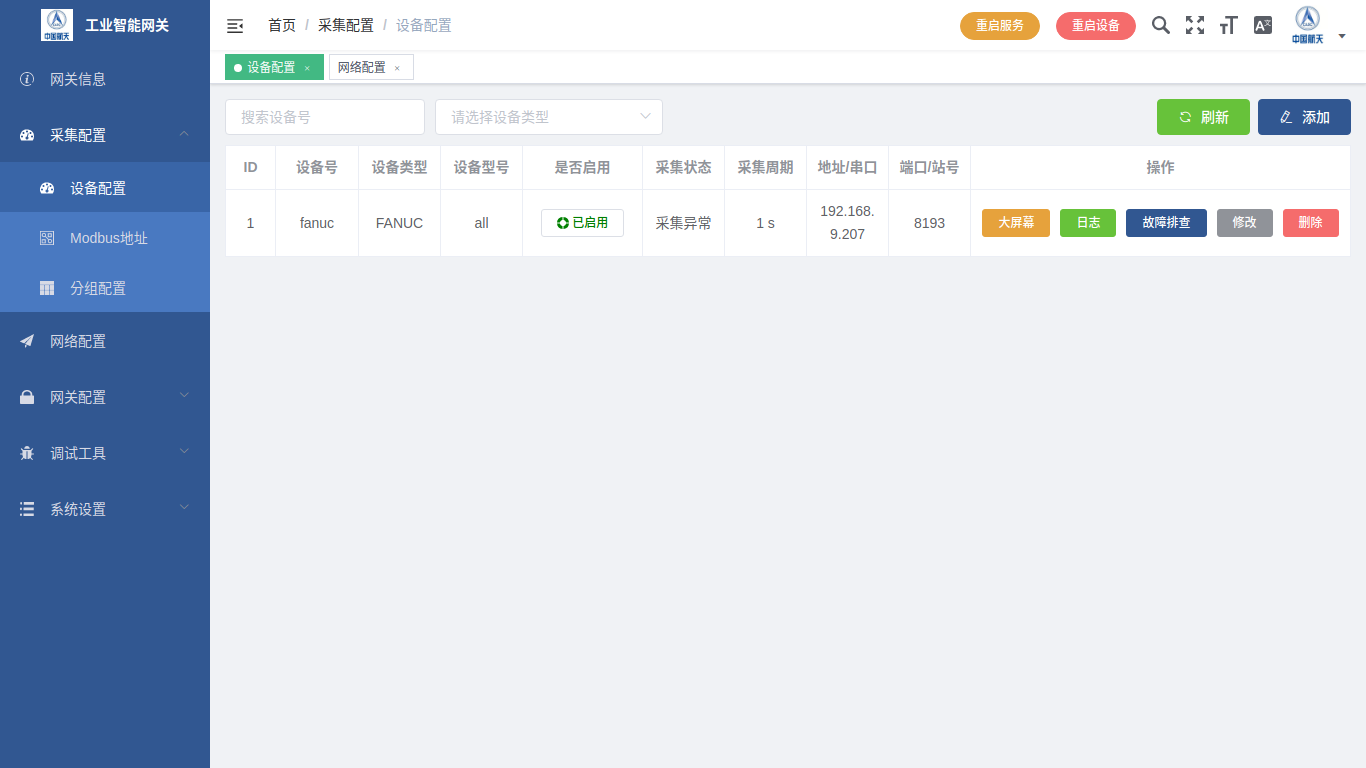 中国航天
工业智能网关
首页 / 采集配置 / 设备配置
重启服务
重启设备
中国航天
设备配置 ×
网络配置 ×
网关信息
采集配置
设备配置
Modbus地址
分组配置
网络配置
网关配置
调试工具
系统设置
搜索设备号
请选择设备类型
刷新
添加
ID 设备号 设备类型 设备型号 是否启用 采集状态 采集周期 地址/串口 端口/站号 操作
1 fanuc FANUC all 已启用 采集异常 1 s 192.168.9.207 8193 大屏幕 日志 故障排查 修改 删除